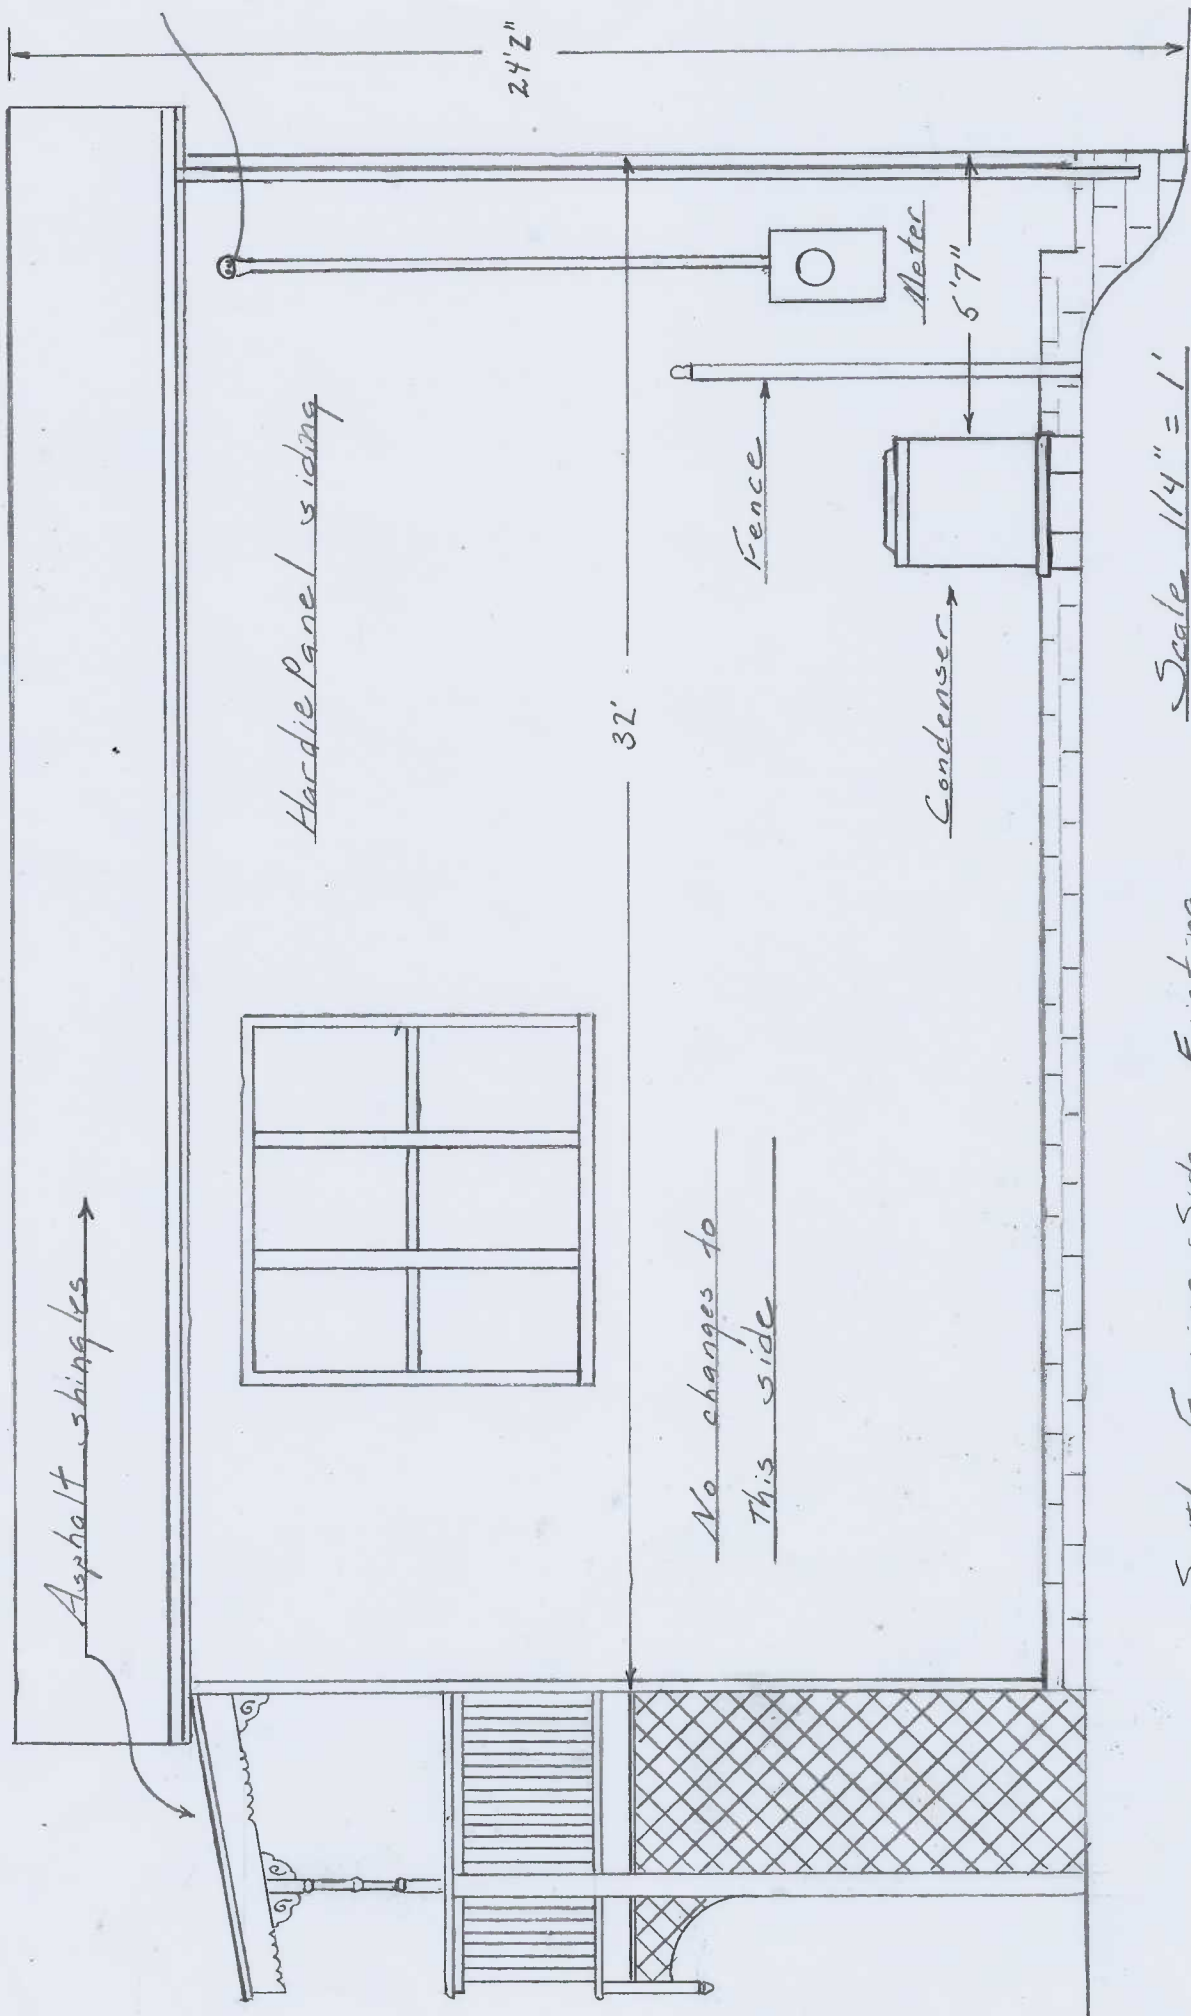 Asphalt shingles
24'2"
HardiePanel siding
32'
Meter
5'7"
Fence
Condenser
No changes to
This side
Scale 1/4" = 1'